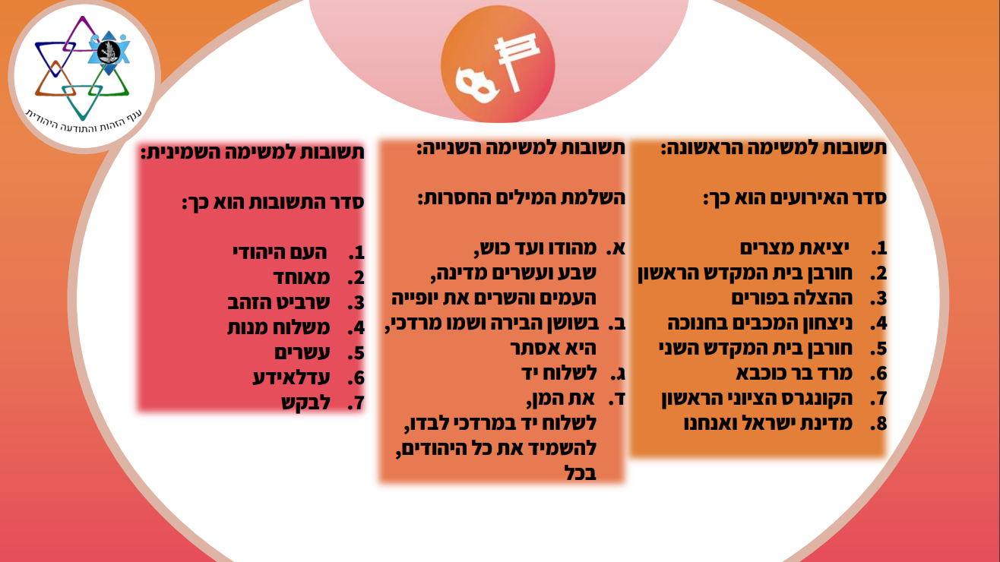 ענף הזהות והתודעה היהודית
תשובות למשימה הראשונה:
סדר האירועים הוא כך:
1. יציאת מצרים
2. חורבן בית המקדש הראשון
3. ההצלה בפורים
4. ניצחון המכבים בחנוכה
5. חורבן בית המקדש השני
6. מרד בר כוכבא
7. הקונגרס הציוני הראשון
8. מדינת ישראל ואנחנו
תשובות למשימה השנייה:
השלמת המילים החסרות:
א. מהודו ועד כוש,
שבע ועשרים מדינה,
העמים והשרים את יופייה
ב. בשושן הבירה ושמו מרדכי,
היא אסתר
ג. לשלוח יד
ד. את המן,
לשלוח יד במרדכי לבדו,
להשמיד את כל היהודים,
בכל
תשובות למשימה השמינית:
סדר התשובות הוא כך:
1. העם היהודי
2. מאוחד
3. שרביט הזהב
4. משלוח מנות
5. עשרים
6. עדלאידע
7. לבקש